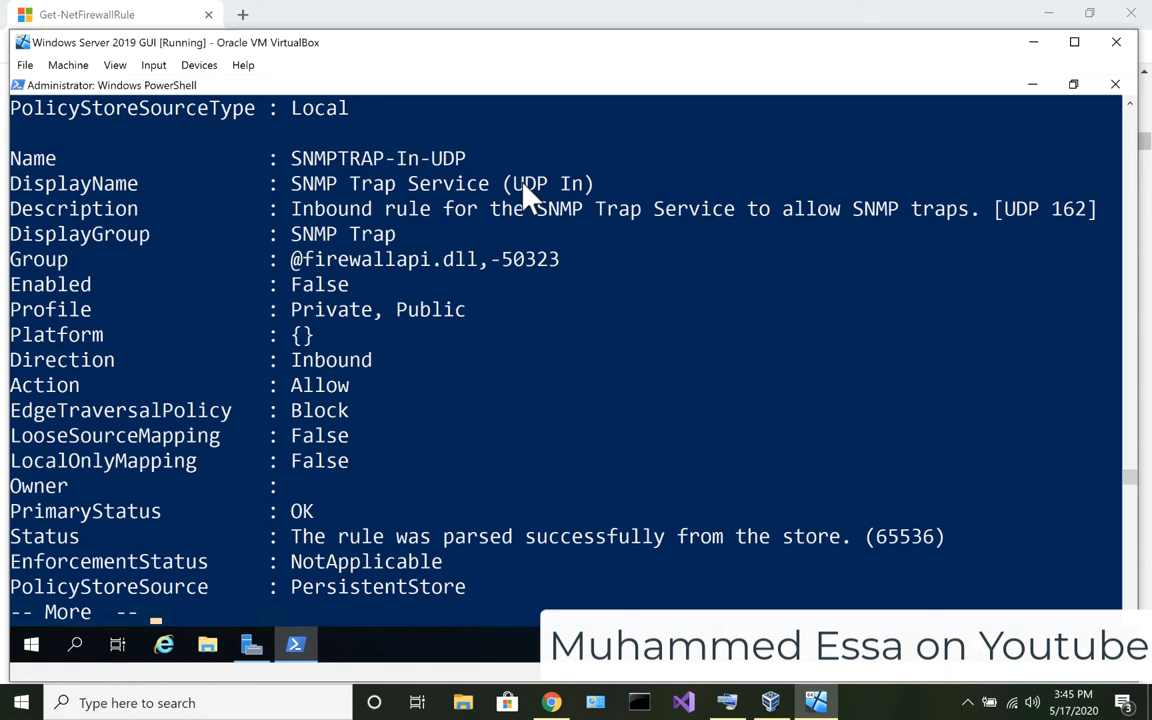 Get-NetFirewallRule
Windows Server 2019 GUI [Running] - Oracle VM VirtualBox
File Machine View Input Devices Help
Administrator: Windows PowerShell
PolicyStoreSourceType : Local
Name : SNMPTRAP-In-UDP
DisplayName : SNMP Trap Service (UDP In)
Description : Inbound rule for the SNMP Trap Service to allow SNMP traps. [UDP 162]
DisplayGroup : SNMP Trap
Group : @firewallapi.dll,-50323
Enabled : False
Profile : Private, Public
Platform : {}
Direction : Inbound
Action : Allow
EdgeTraversalPolicy : Block
LooseSourceMapping : False
LocalOnlyMapping : False
Owner :
PrimaryStatus : OK
Status : The rule was parsed successfully from the store. (65536)
EnforcementStatus : NotApplicable
PolicyStoreSource : PersistentStore
-- More --
Muhammed Essa on Youtube
Type here to search
3:45 PM
5/17/2020
3